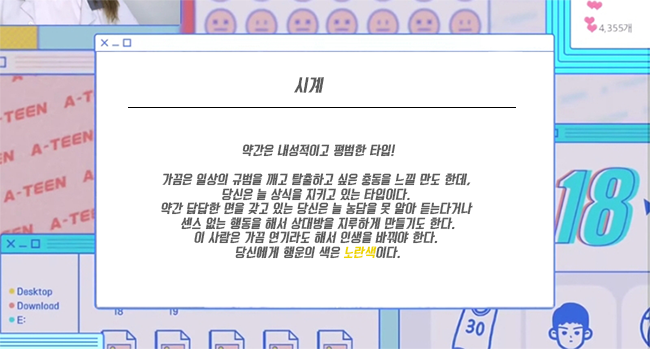 4,355개
시계
약간은 내성적이고 평범한 타입!
가끔은 일상의 규범을 깨고 탈출하고 싶은 충동을 느낄 만도 한데,
당신은 늘 상식을 지키고 있는 타입이다.
약간 답답한 면을 갖고 있는 당신은 늘 농담을 못 알아 듣는다거나
센스 없는 행동을 해서 상대방을 지루하게 만들기도 한다.
이 사람은 가끔 연기라도 해서 인생을 바꿔야 한다.
당신에게 행운의 색은 노란색이다.
A-TEEN
A-TEEN
A-TEEN
A-TEEN
18
Desktop
Download
E:
18
19
30